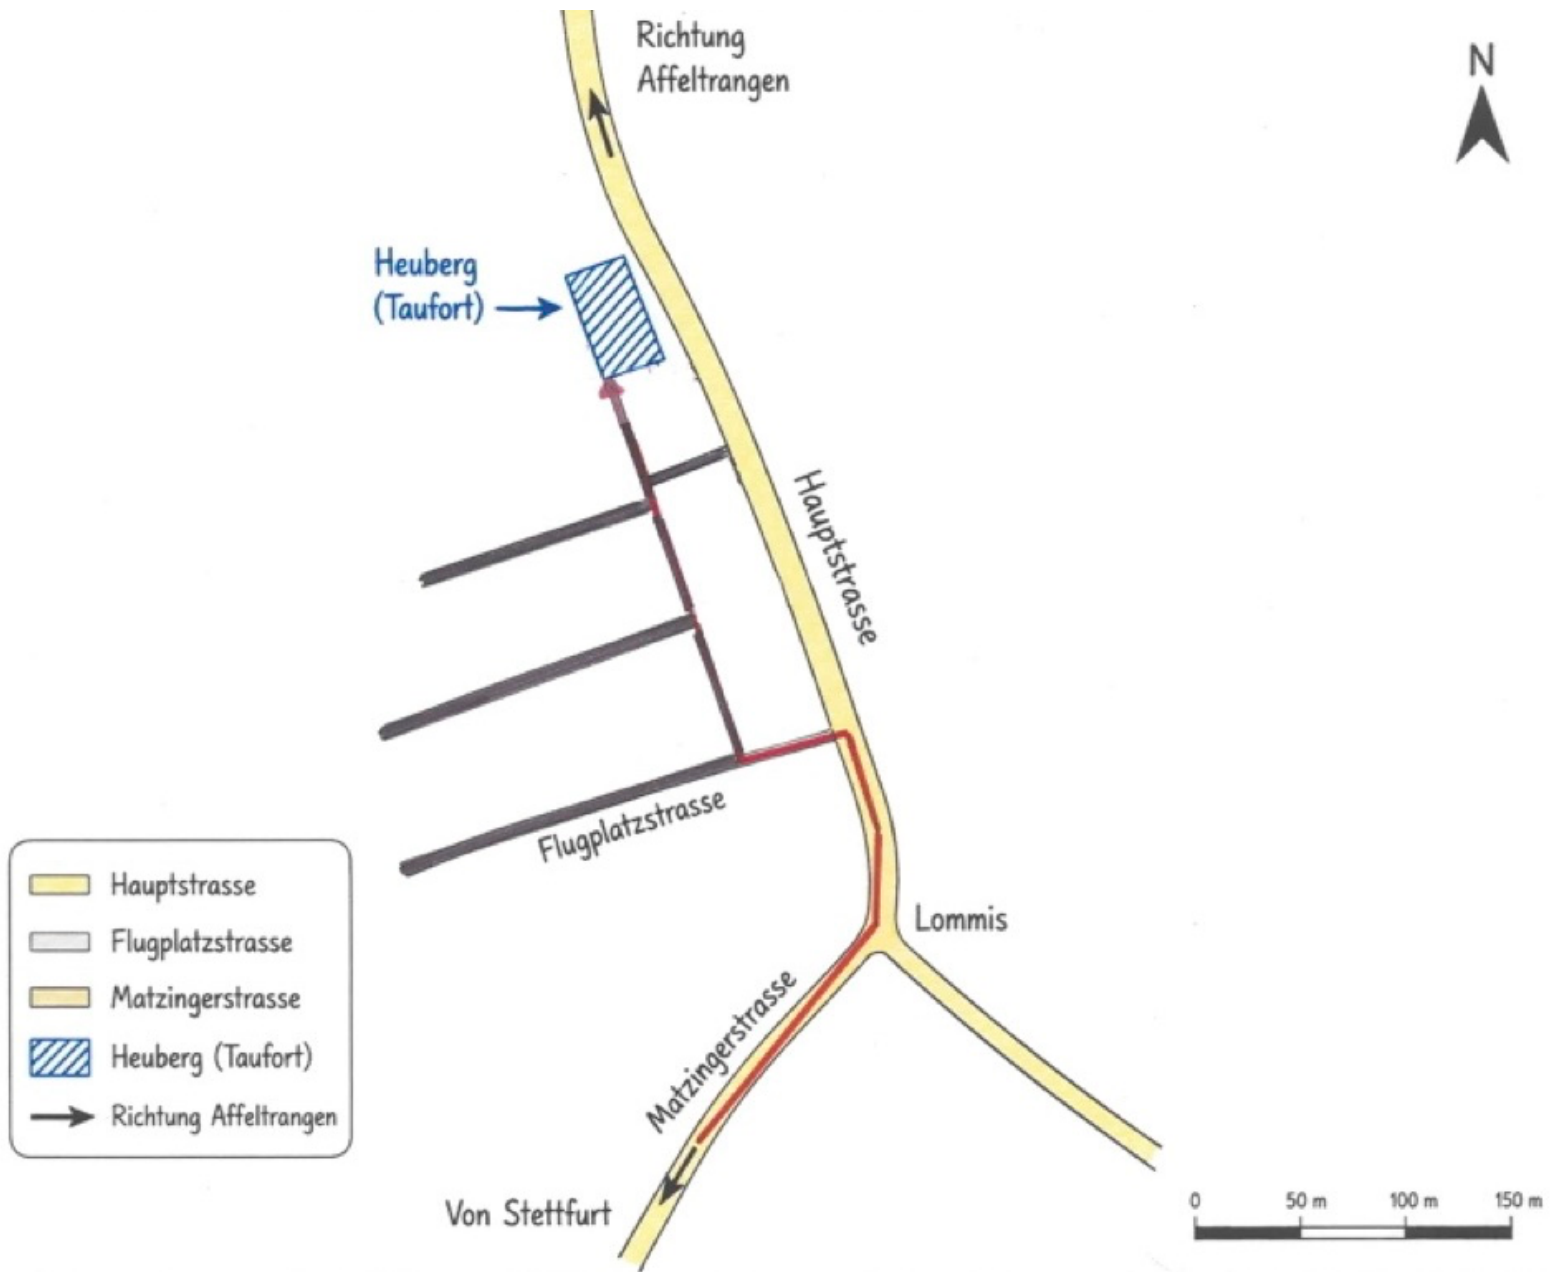 Richtung
Affeltrangen
N
Heuberg
(Taufort)
Hauptstrasse
Flugplatzstrasse
Hauptstrasse
Flugplatzstrasse
Matzingerstrasse
Heuberg (Taufort)
Richtung Affeltrangen
Lommis
Matzingerstrasse
Von Stettfurt
0 50 m 100 m 150 m